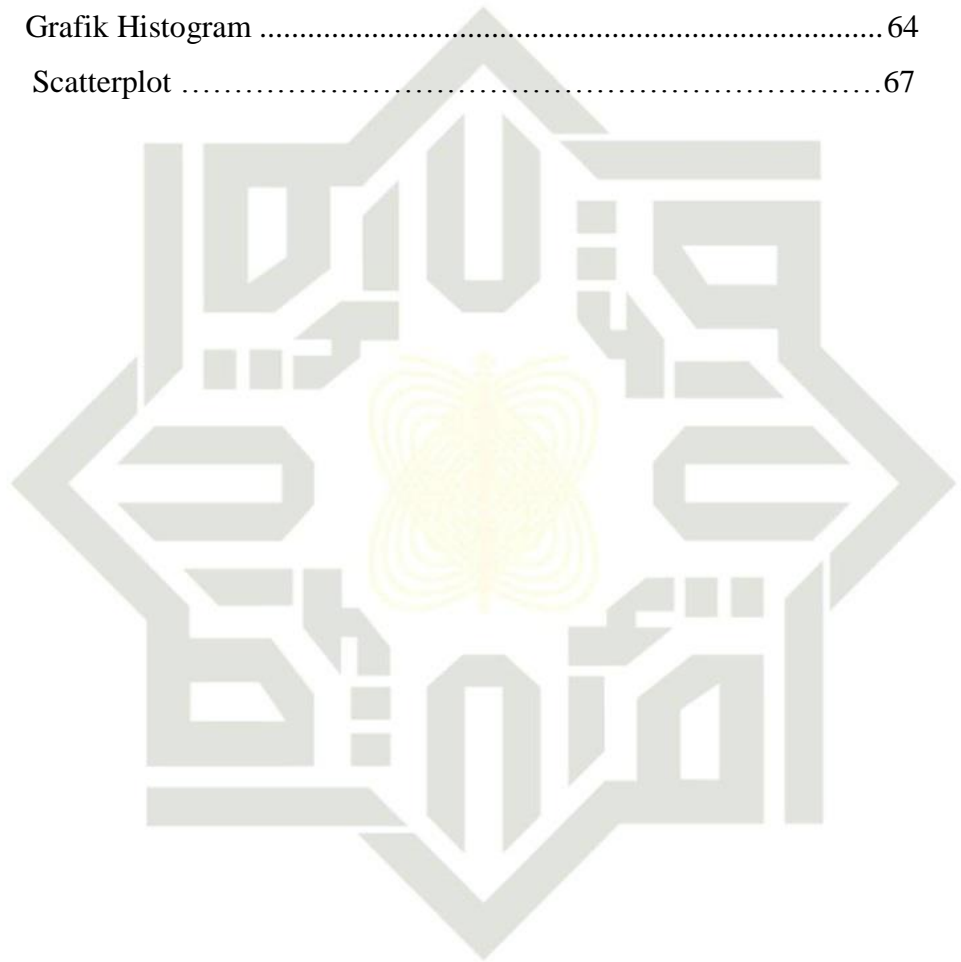 Grafik Histogram .............................................................................. 64
Scatterplot …………………………………………………………67